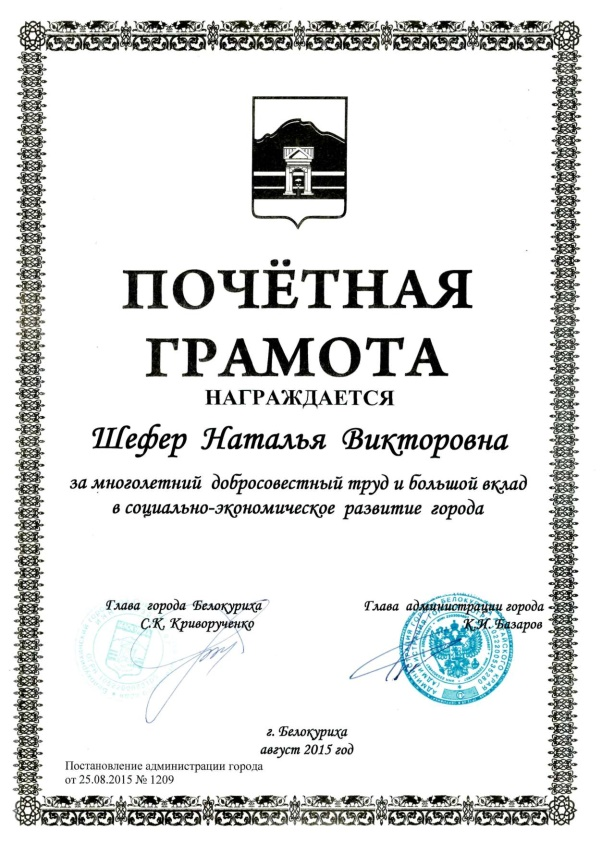 ПОЧЁТНАЯ
ГРАМОТА
НАГРАЖДАЕТСЯ
Шефер Наталья Викторовна
за многолетний добросовестный труд и большой вклад
в социально-экономическое развитие города
Глава города Белокуриха
С.К. Криворученко
Глава администрации города
К.И. Базаров
г. Белокуриха
август 2015 год
Постановление администрации города
от 25.08.2015 № 1209